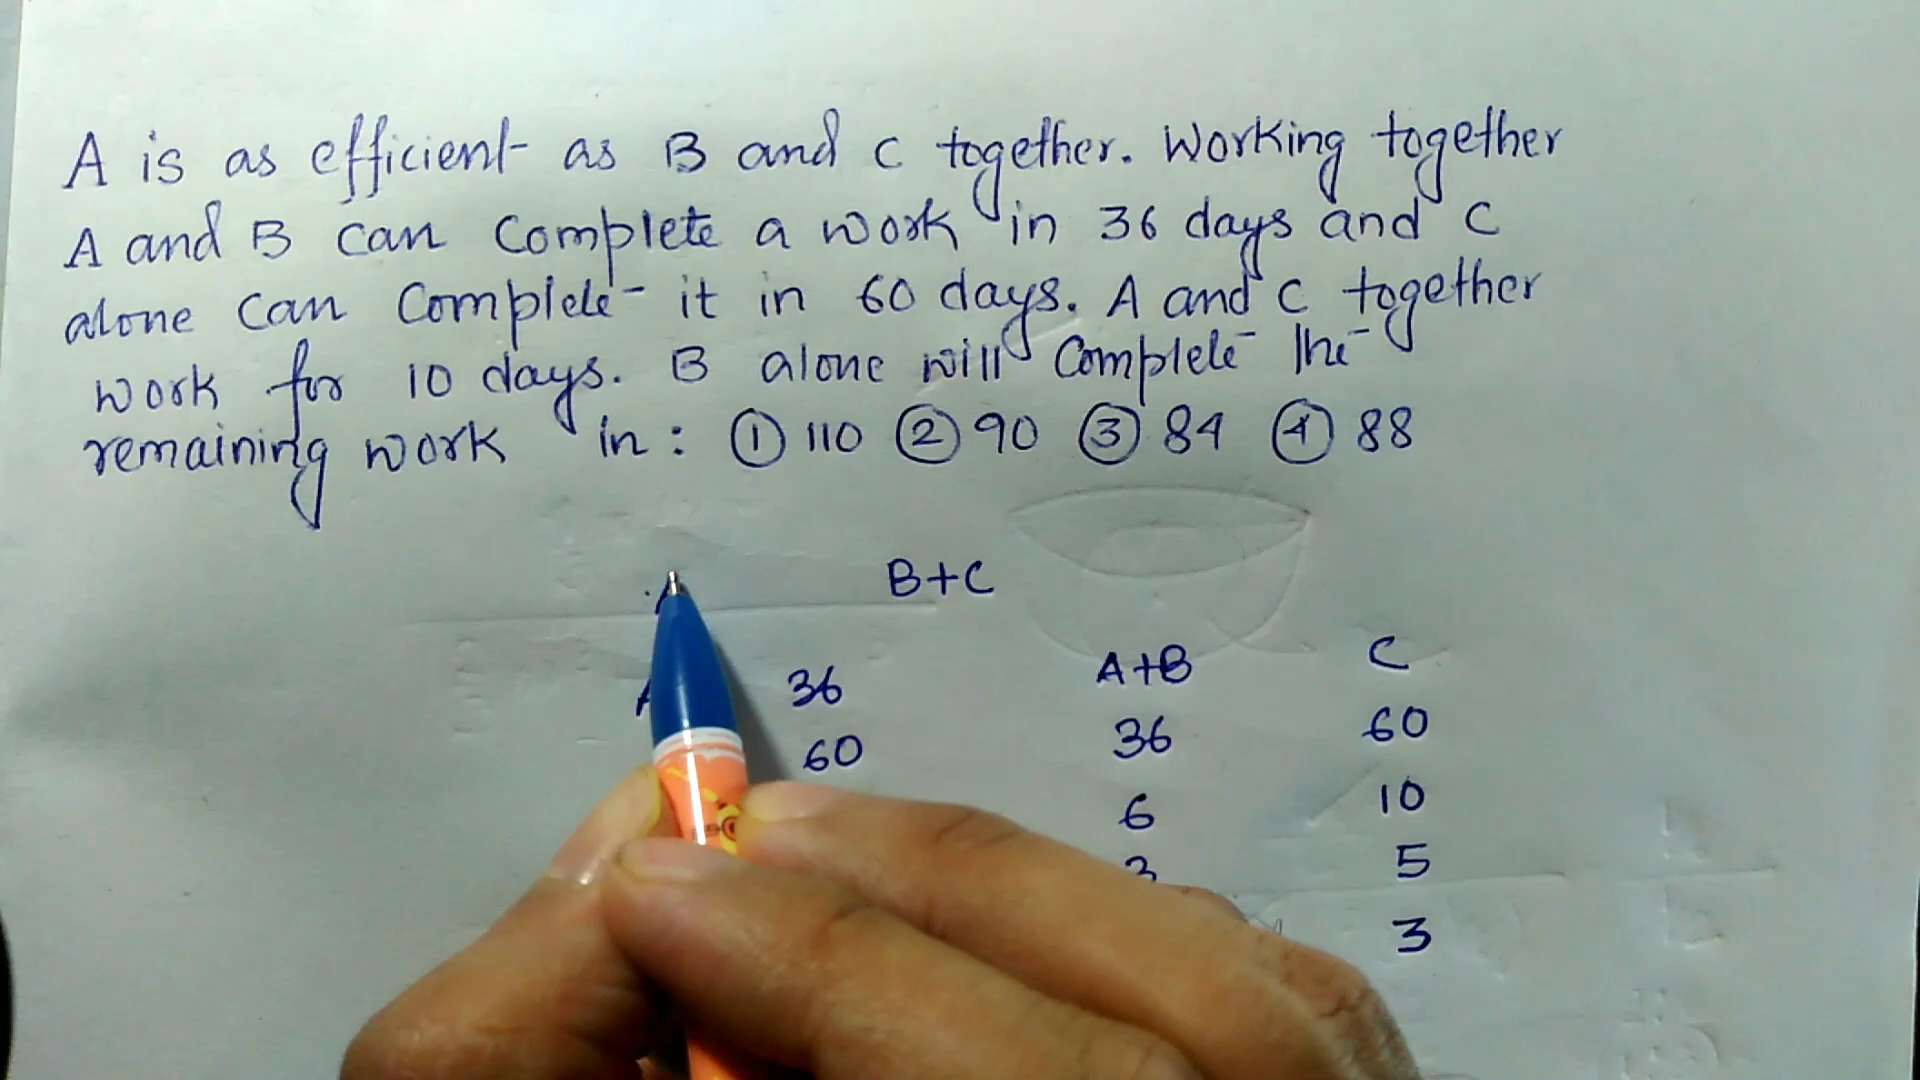 A is as efficient as B and C together. Working together
A and B can complete a work in 36 days and C
alone can complete it in 60 days. A and C together
work for 10 days. B alone will complete the
remaining work in: ① 110 ② 90 ③ 84 ④ 88
A B+C
36 A+B C
60 36 60
6 10
3 5
3